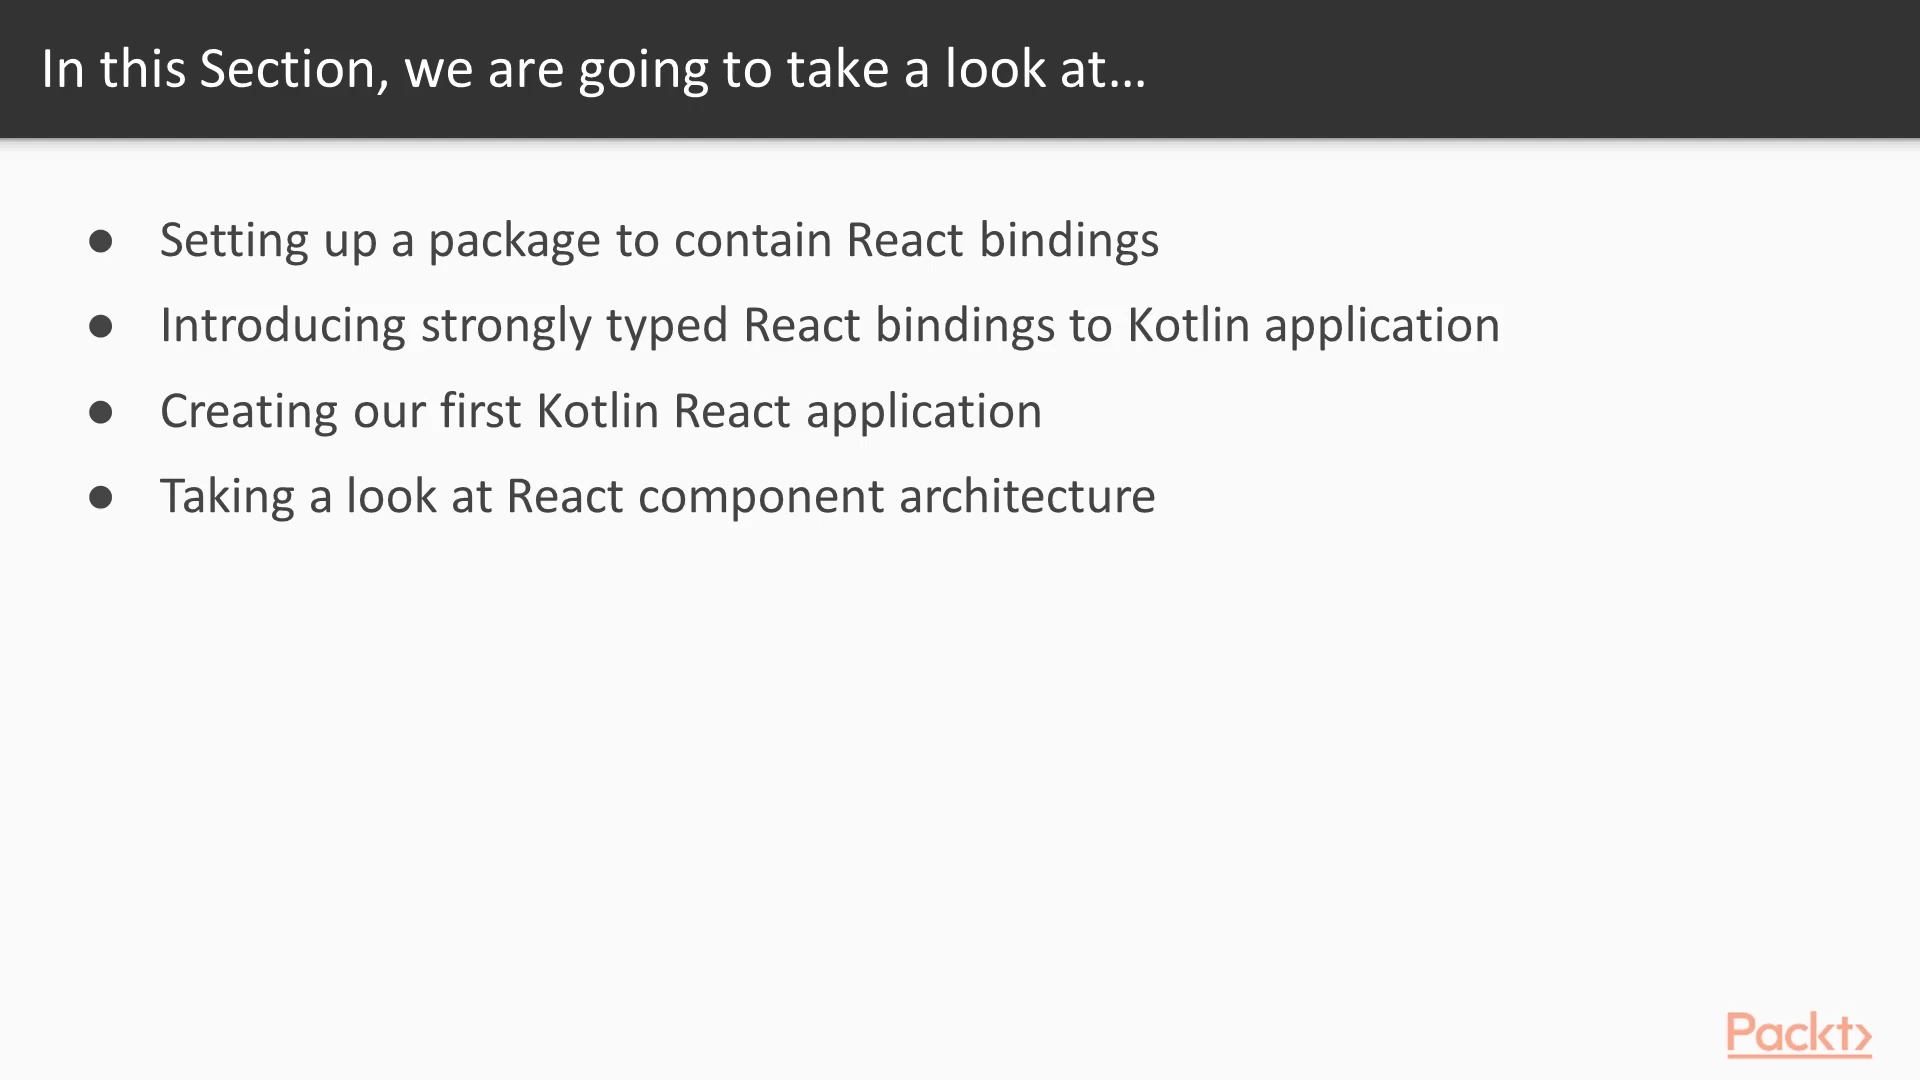 In this Section, we are going to take a look at…
● Setting up a package to contain React bindings
● Introducing strongly typed React bindings to Kotlin application
● Creating our first Kotlin React application
● Taking a look at React component architecture
Packt>